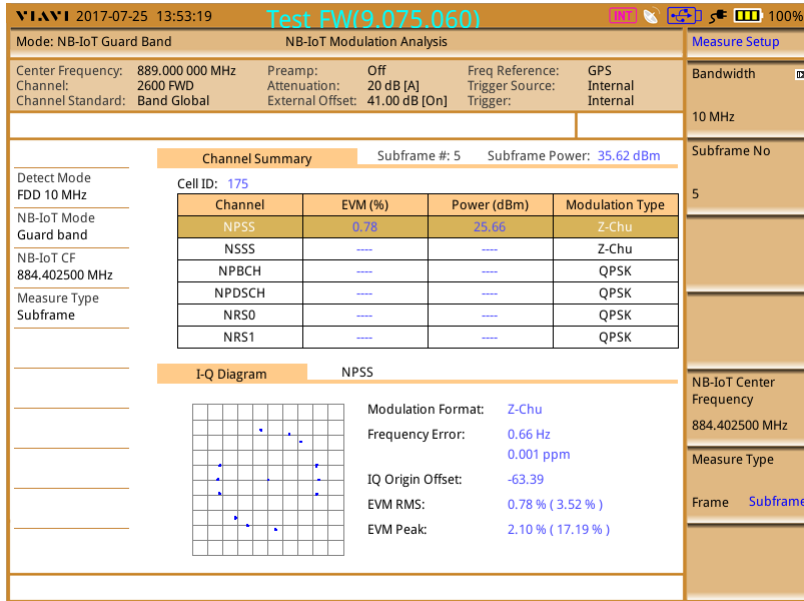 VIAVI 2017-07-25 13:53:19 Test FW(9.075.060) INT 100%
Mode: NB-IoT Guard Band NB-IoT Modulation Analysis Measure Setup
Center Frequency: 889.000 000 MHz Preamp: Off Freq Reference: GPS
Channel: 2600 FWD Attenuation: 20 dB [A] Trigger Source: Internal
Channel Standard: Band Global External Offset: 41.00 dB [On] Trigger: Internal
Bandwidth
10 MHz
Channel Summary Subframe #: 5 Subframe Power: 35.62 dBm
Subframe No
5
Detect Mode
FDD 10 MHz
NB-IoT Mode
Guard band
NB-IoT CF
884.402500 MHz
Measure Type
Subframe
Cell ID: 175
Channel EVM (%) Power (dBm) Modulation Type
NPSS 0.78 25.66 Z-Chu
NSSS ---- ---- Z-Chu
NPBCH ---- ---- QPSK
NPDSCH ---- ---- QPSK
NRS0 ---- ---- QPSK
NRS1 ---- ---- QPSK
I-Q Diagram NPSS
Modulation Format: Z-Chu
Frequency Error: 0.66 Hz
0.001 ppm
IQ Origin Offset: -63.39
EVM RMS: 0.78 % ( 3.52 % )
EVM Peak: 2.10 % ( 17.19 % )
NB-IoT Center
Frequency
884.402500 MHz
Measure Type
Frame Subframe